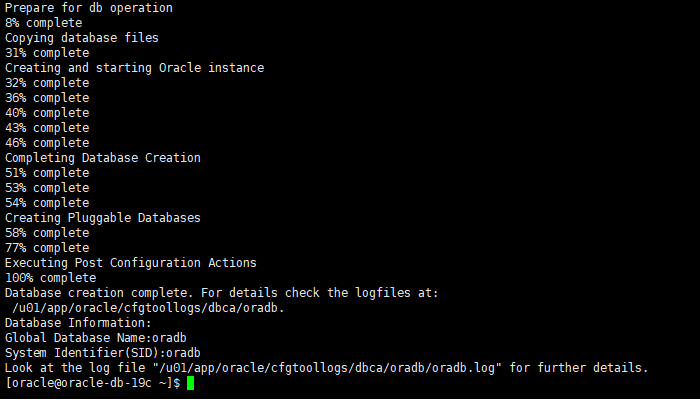 Prepare for db operation
8% complete
Copying database files
31% complete
Creating and starting Oracle instance
32% complete
36% complete
40% complete
43% complete
46% complete
Completing Database Creation
51% complete
53% complete
54% complete
Creating Pluggable Databases
58% complete
77% complete
Executing Post Configuration Actions
100% complete
Database creation complete. For details check the logfiles at:
 /u01/app/oracle/cfgtoollogs/dbca/oradb.
Database Information:
Global Database Name:oradb
System Identifier(SID):oradb
Look at the log file "/u01/app/oracle/cfgtoollogs/dbca/oradb/oradb.log" for further details.
[oracle@oracle-db-19c ~]$